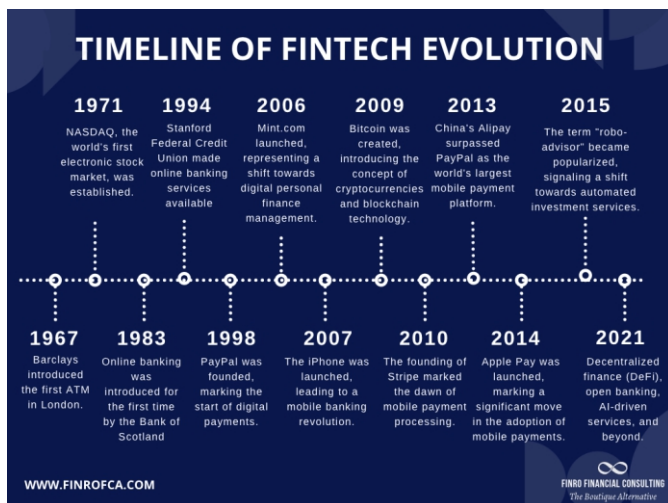 TIMELINE OF FINTECH EVOLUTION
1971
NASDAQ, the
world's first
electronic stock
market, was
established.
1994
Stanford
Federal Credit
Union made
online banking
services
available
2006
Mint.com
launched,
representing a
shift towards
digital personal
finance
management.
2009
Bitcoin was
created,
introducing the
concept of
cryptocurrencies
and blockchain
technology.
2013
China's Alipay
surpassed
PayPal as the
world's largest
mobile payment
platform.
2015
The term "robo-
advisor" became
popularized,
signaling a shift
towards automated
investment services.
1967
Barclays
introduced
the first ATM
in London.
1983
Online banking
was
introduced for
the first time
by the Bank of
Scotland
1998
PayPal was
founded,
marking the
start of digital
payments.
2007
The iPhone was
launched,
leading to a
mobile banking
revolution.
2010
The founding of
Stripe marked
the dawn of
mobile payment
processing.
2014
Apple Pay was
launched,
marking a
significant move
in the adoption of
mobile payments.
2021
Decentralized
finance (DeFi),
open banking,
AI-driven
services, and
beyond.
WWW.FINROFCA.COM
FINRO FINANCIAL CONSULTING
The Boutique Alternative